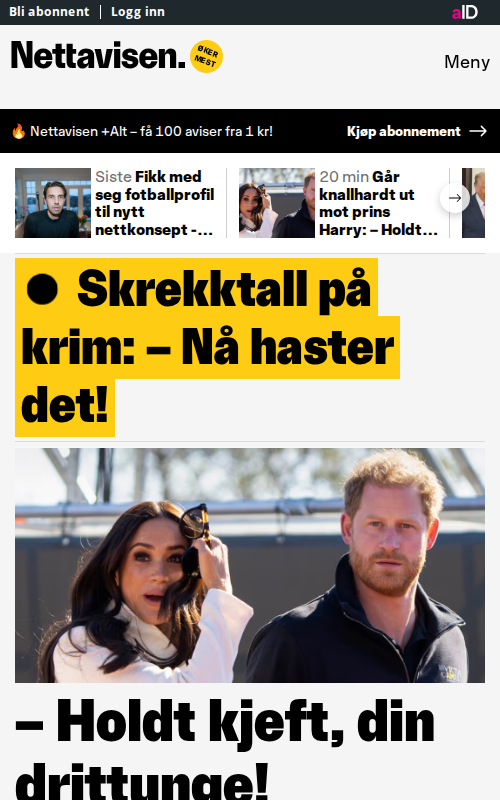 Bli abonnent
Logg inn
aID
Nettavisen.
ØKER
MEST
Meny
🔥 Nettavisen +Alt – få 100 aviser fra 1 kr!
Kjøp abonnement →
Siste Fikk med
seg fotballprofil
til nytt
nettkonsept -...
20 min Går
knallhardt ut
mot prins
Harry: – Holdt...
Skrekktall på
krim: – Nå haster
det!
– Holdt kjeft, din
drittunge!